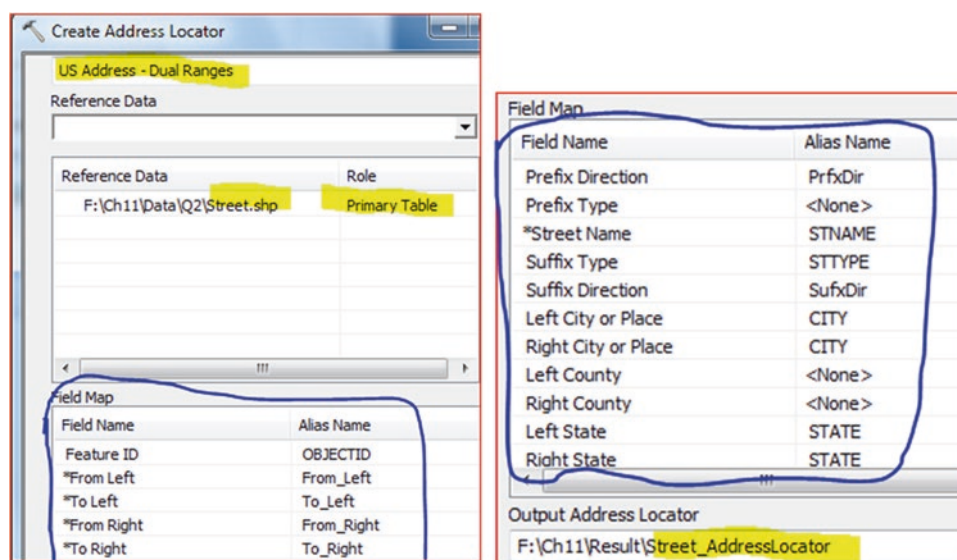 Create Address Locator
US Address - Dual Ranges
Reference Data
Reference Data Role
F:\Ch11\Data\Q2\Street.shp Primary Table
Field Map
Field Name Alias Name
Feature ID OBJECTID
*From Left From_Left
*To Left To_Left
*From Right From_Right
*To Right To_Right
Field Map
Field Name Alias Name
Prefix Direction PrfxDir
Prefix Type <None>
*Street Name STNAME
Suffix Type STTYPE
Suffix Direction SufxDir
Left City or Place CITY
Right City or Place CITY
Left County <None>
Right County <None>
Left State STATE
Right State STATE
Output Address Locator
F:\Ch11\Result\Street_AddressLocator